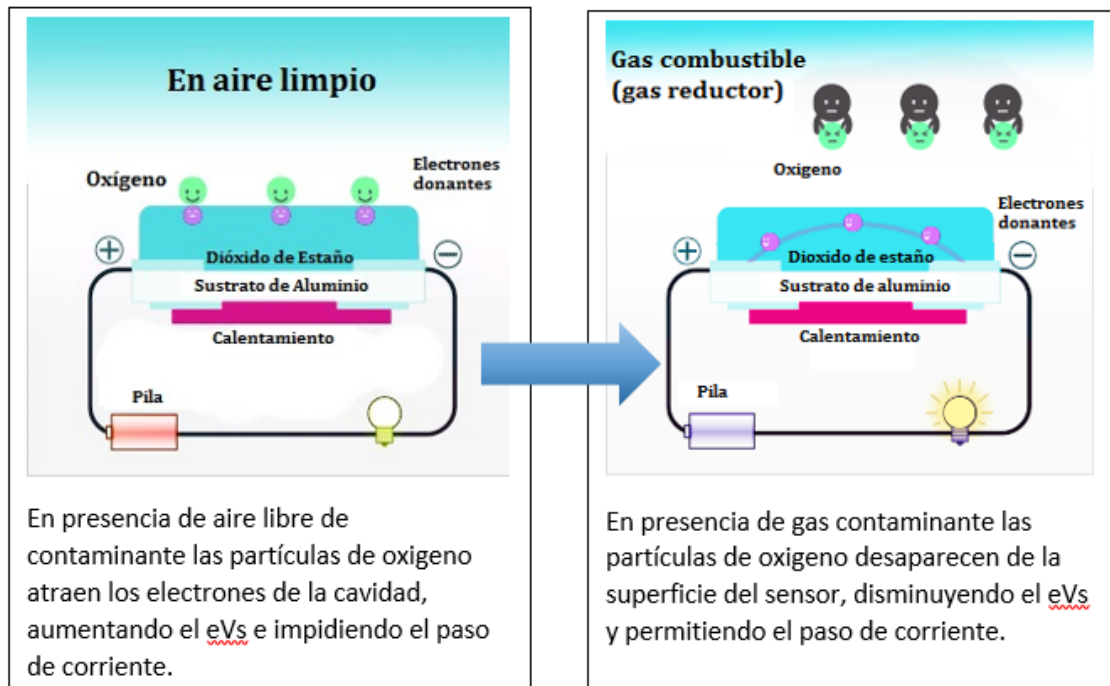 En aire limpio
Oxígeno
Electrones
donantes
+
−
Dióxido de Estaño
Sustrato de Aluminio
Calentamiento
Pila
En presencia de aire libre de
contaminante las partículas de oxigeno
atraen los electrones de la cavidad,
aumentando el eVs e impidiendo el paso
de corriente.
Gas combustible
(gas reductor)
Oxigeno
Electrones
donantes
+
−
Dioxido de estaño
Sustrato de aluminio
Calentamiento
Pila
En presencia de gas contaminante las
partículas de oxigeno desaparecen de la
superficie del sensor, disminuyendo el eVs
y permitiendo el paso de corriente.